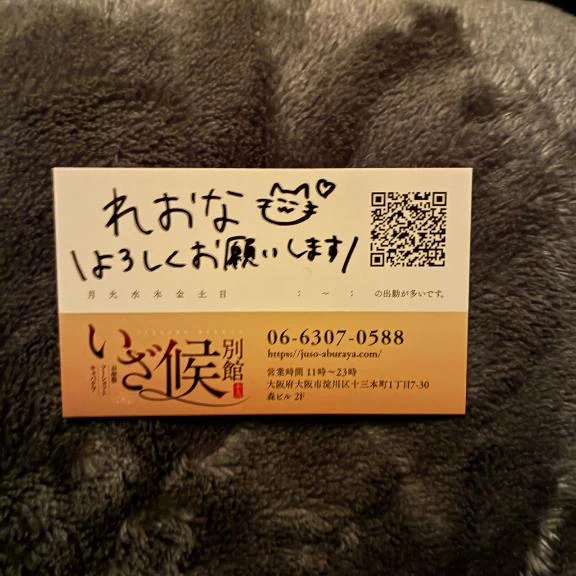 れおな
\よろしくお願いします/
月 火 水 木 金 土 日 : 〜 : の出勤が多いです。
いざ候
別館
06-6307-0588
https://juso-aburaya.com/
営業時間 11時〜23時
大阪府大阪市淀川区十三本町1丁目7-30
森ビル 2F